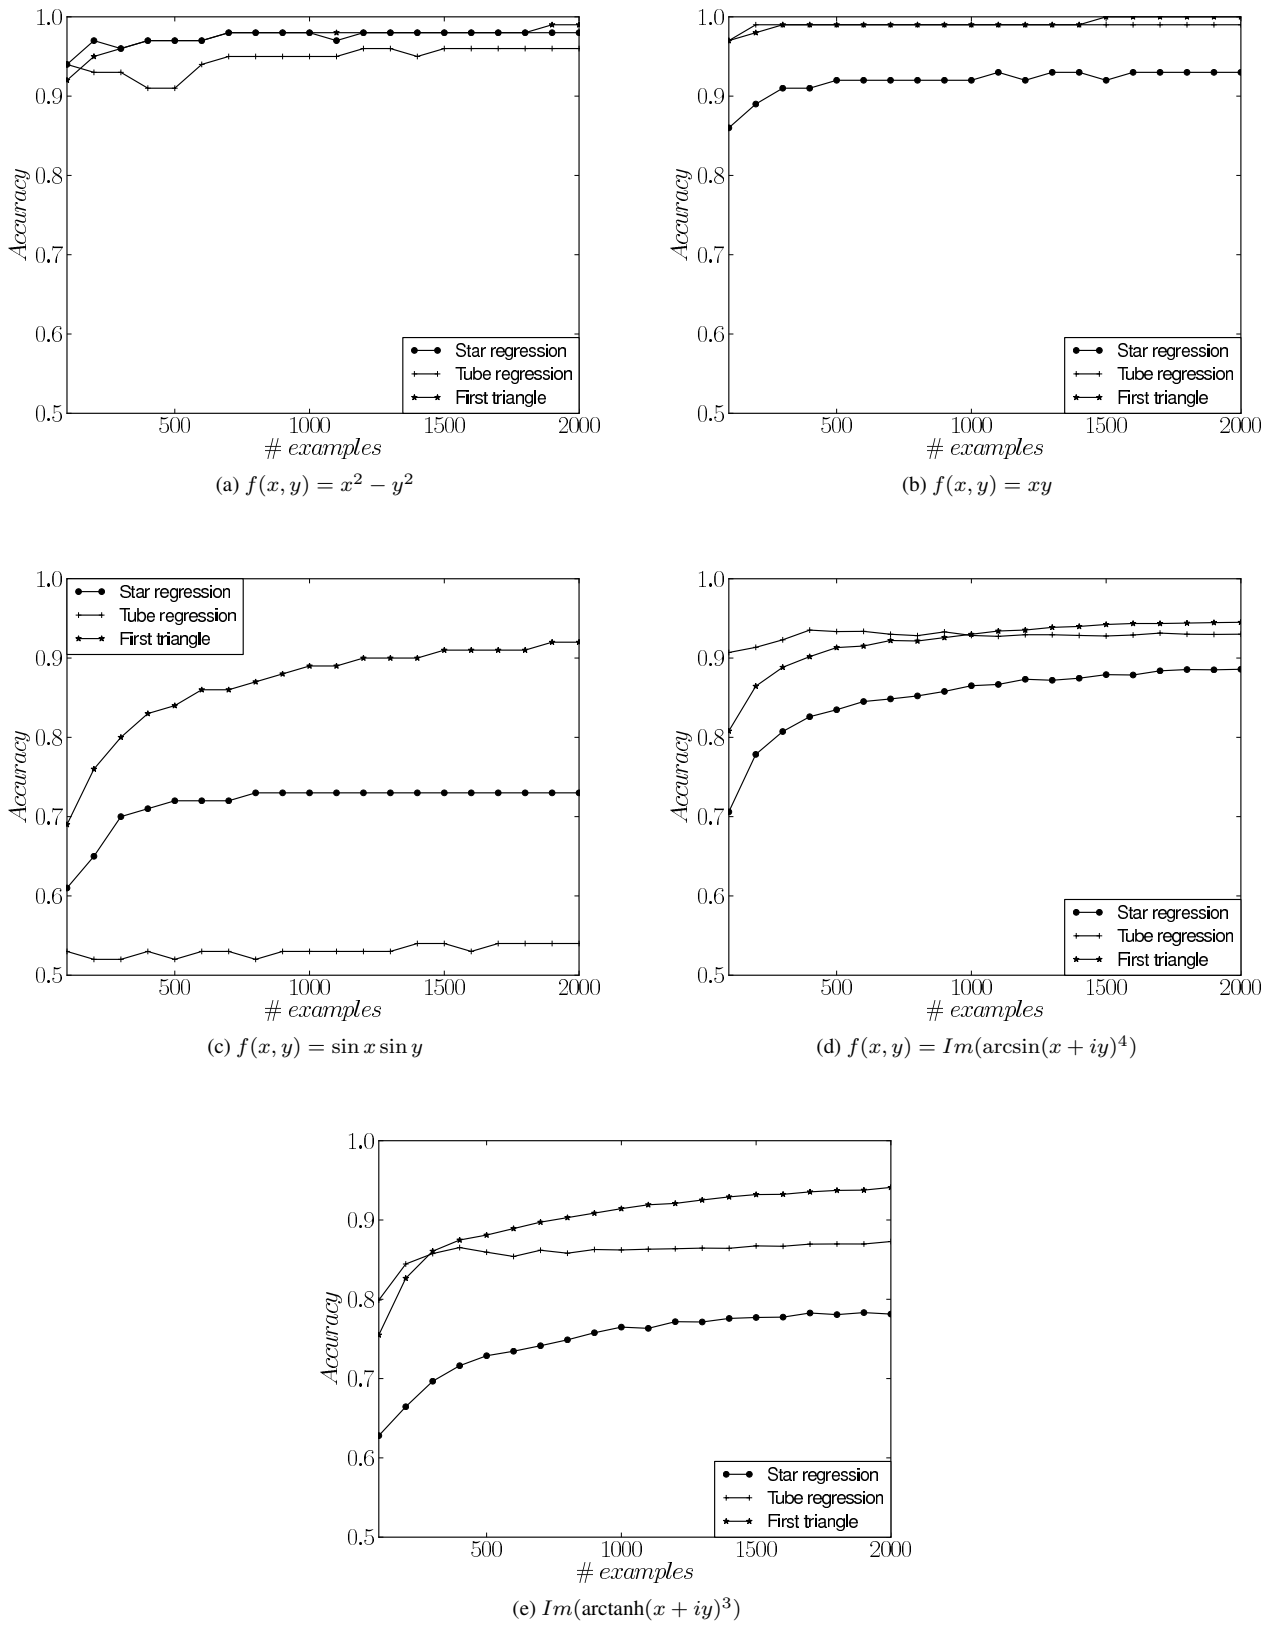 1.0
0.9
0.8
0.7
0.6
0.5
Accuracy
Star regression
Tube regression
First triangle
500 1000 1500 2000
# examples
(a) f(x, y) = x² − y²
1.0
0.9
0.8
0.7
0.6
0.5
Accuracy
Star regression
Tube regression
First triangle
500 1000 1500 2000
# examples
(b) f(x, y) = xy
1.0
0.9
0.8
0.7
0.6
0.5
Accuracy
Star regression
Tube regression
First triangle
500 1000 1500 2000
# examples
(c) f(x, y) = sin x sin y
1.0
0.9
0.8
0.7
0.6
0.5
Accuracy
Star regression
Tube regression
First triangle
500 1000 1500 2000
# examples
(d) f(x, y) = Im(arcsin(x + iy)⁴)
1.0
0.9
0.8
0.7
0.6
0.5
Accuracy
Star regression
Tube regression
First triangle
500 1000 1500 2000
# examples
(e) Im(arctanh(x + iy)³)